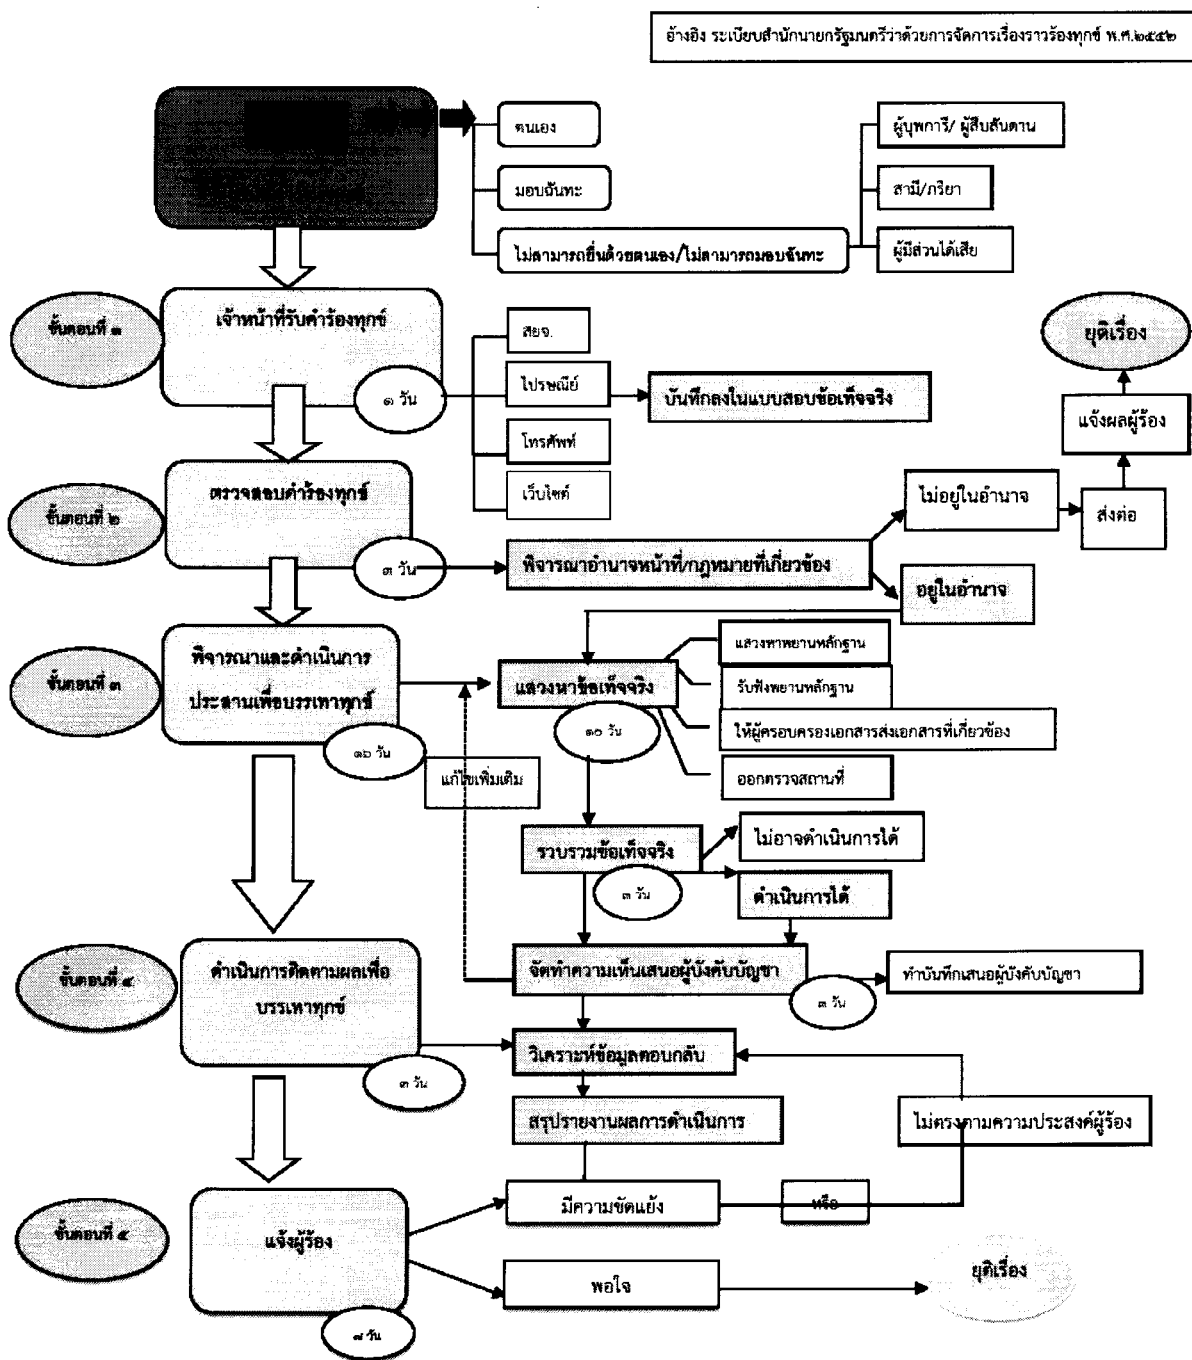 อ้างอิง ระเบียบสำนักนายกรัฐมนตรีว่าด้วยการจัดการเรื่องราวร้องทุกข์ พ.ศ.๒๕๕๒
ตนเอง
มอบฉันทะ
ไม่สามารถยื่นด้วยตนเอง/ไม่สามารถมอบฉันทะ
ผู้บุพการี/ ผู้สืบสันดาน
สามี/ภริยา
ผู้มีส่วนได้เสีย
ขั้นตอนที่ ๑
เจ้าหน้าที่รับคำร้องทุกข์
๑ วัน
สยจ.
ไปรษณีย์
โทรศัพท์
เว็บไซต์
บันทึกลงในแบบสอบข้อเท็จจริง
ยุติเรื่อง
แจ้งผลผู้ร้อง
ส่งต่อ
ขั้นตอนที่ ๒
ตรวจสอบคำร้องทุกข์
๓ วัน
พิจารณาอำนาจหน้าที่/กฎหมายที่เกี่ยวข้อง
ไม่อยู่ในอำนาจ
อยู่ในอำนาจ
ขั้นตอนที่ ๓
พิจารณาและดำเนินการ
ประสานเพื่อบรรเทาทุกข์
๑๖ วัน
แสวงหาข้อเท็จจริง
๑๐ วัน
แสวงหาพยานหลักฐาน
รับฟังพยานหลักฐาน
ให้ผู้ครอบครองเอกสารส่งเอกสารที่เกี่ยวข้อง
ออกตรวจสถานที่
แก้ไขเพิ่มเติม
รวบรวมข้อเท็จจริง
๓ วัน
ไม่อาจดำเนินการได้
ดำเนินการได้
จัดทำความเห็นเสนอผู้บังคับบัญชา
๓ วัน
ทำบันทึกเสนอผู้บังคับบัญชา
ขั้นตอนที่ ๔
ดำเนินการติดตามผลเพื่อ
บรรเทาทุกข์
๓ วัน
วิเคราะห์ข้อมูลตอบกลับ
สรุปรายงานผลการดำเนินการ
ไม่ตรงตามความประสงค์ผู้ร้อง
ขั้นตอนที่ ๕
แจ้งผู้ร้อง
๗ วัน
มีความขัดแย้ง
หรือ
พอใจ
ยุติเรื่อง